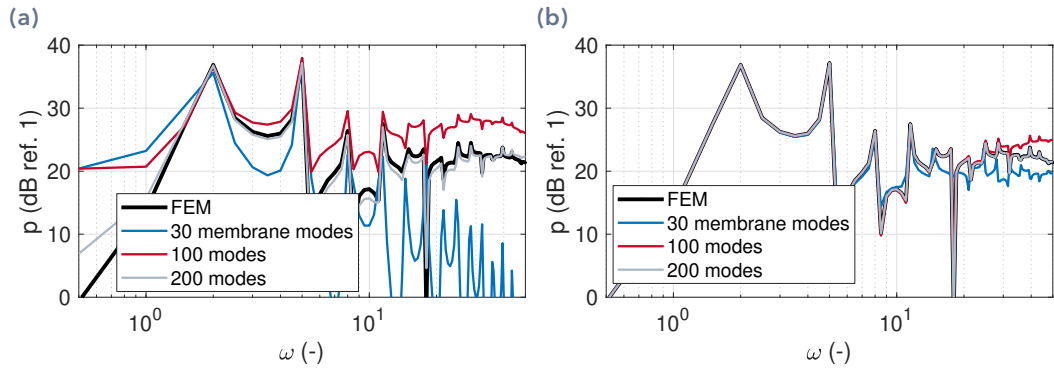 (a)
p (dB ref. 1)
40
30
20
10
0
FEM
30 membrane modes
100 modes
200 modes
10^0
10^1
ω (-)
(b)
p (dB ref. 1)
40
30
20
10
0
FEM
30 membrane modes
100 modes
200 modes
10^0
10^1
ω (-)